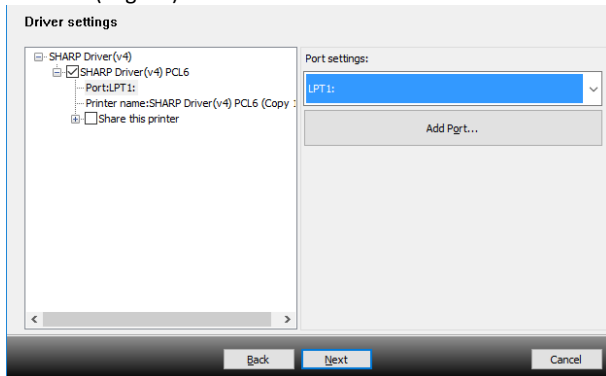 Driver settings
SHARP Driver(v4)
SHARP Driver(v4) PCL6
Port:LPT1:
Printer name:SHARP Driver(v4) PCL6 (Copy
Share this printer
Port settings:
LPT1:
Add Port...
Back
Next
Cancel